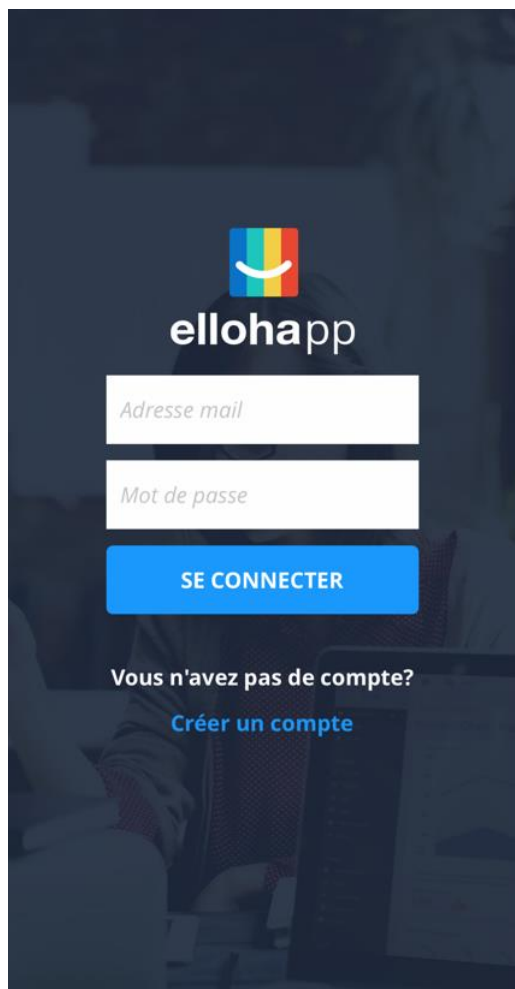 ellohapp
Adresse mail
Mot de passe
SE CONNECTER
Vous n'avez pas de compte?
Créer un compte